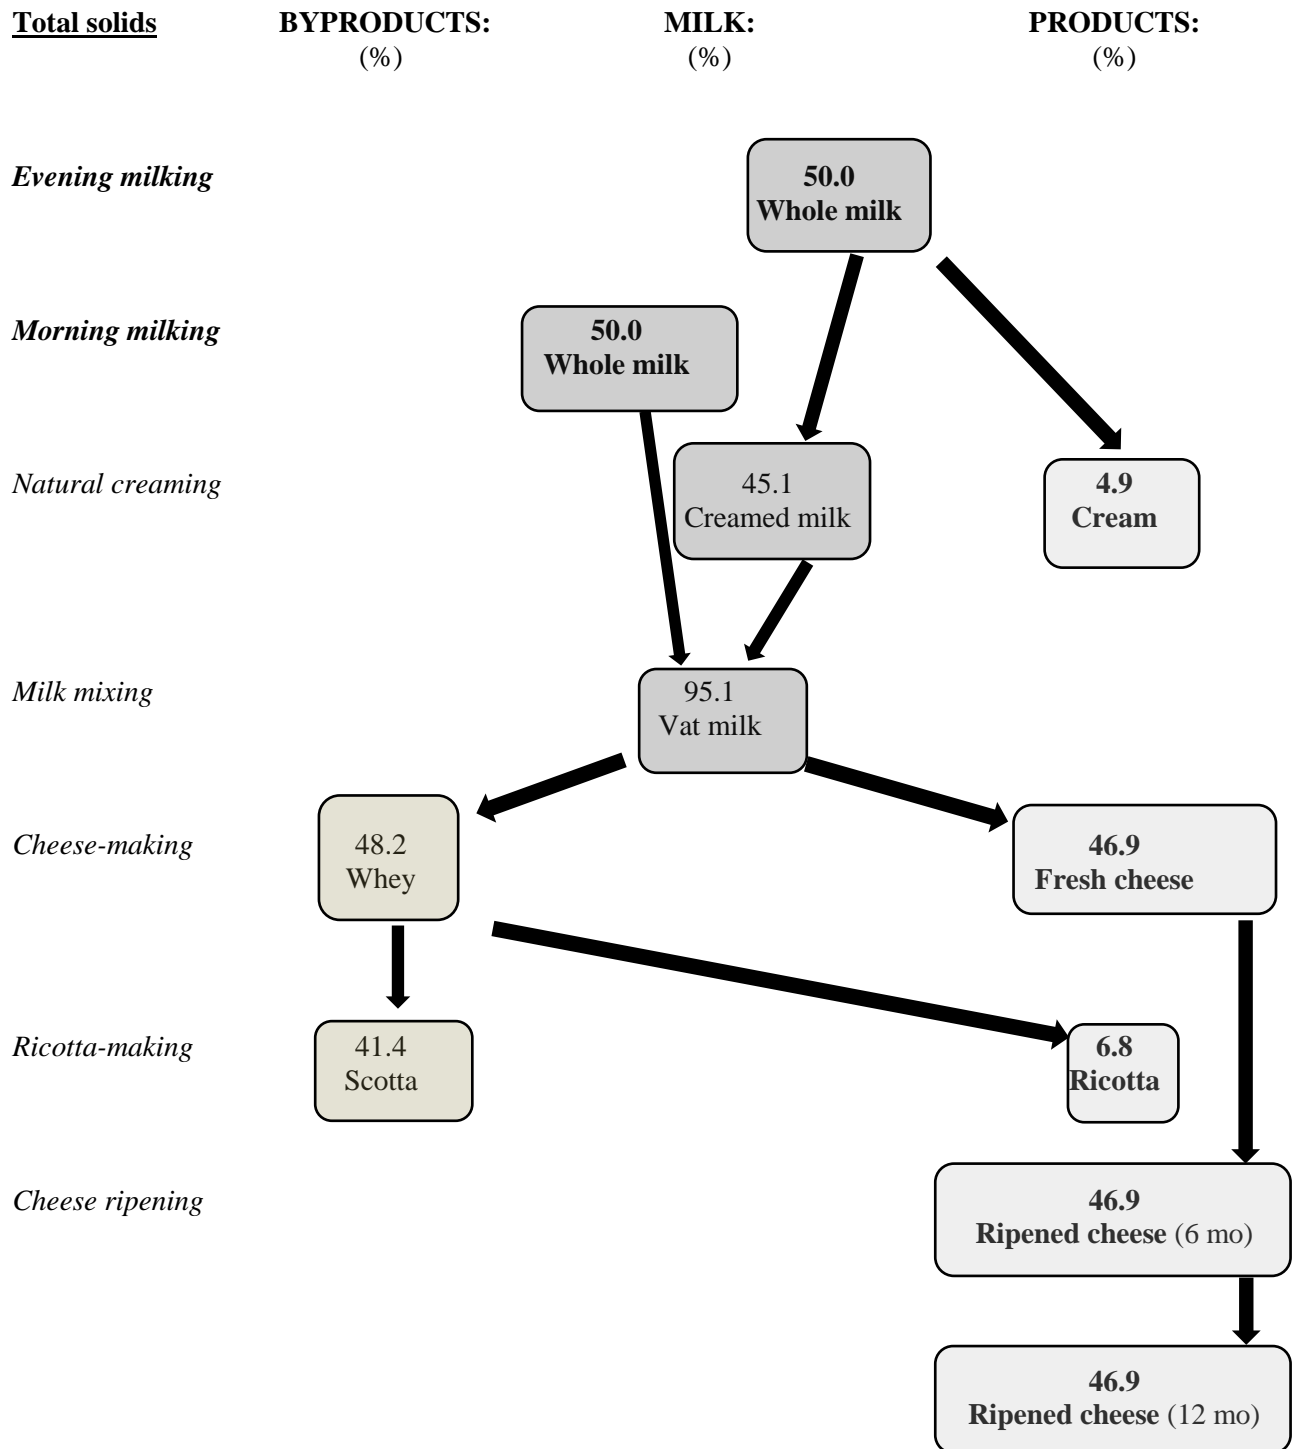 Total solids BYPRODUCTS: MILK: PRODUCTS:
(%) (%) (%)
Evening milking 50.0
Whole milk
Morning milking 50.0
Whole milk
Natural creaming 45.1 4.9
Creamed milk Cream
Milk mixing 95.1
Vat milk
Cheese-making 48.2 46.9
Whey Fresh cheese
Ricotta-making 41.4 6.8
Scotta Ricotta
Cheese ripening 46.9
Ripened cheese (6 mo)
46.9
Ripened cheese (12 mo)